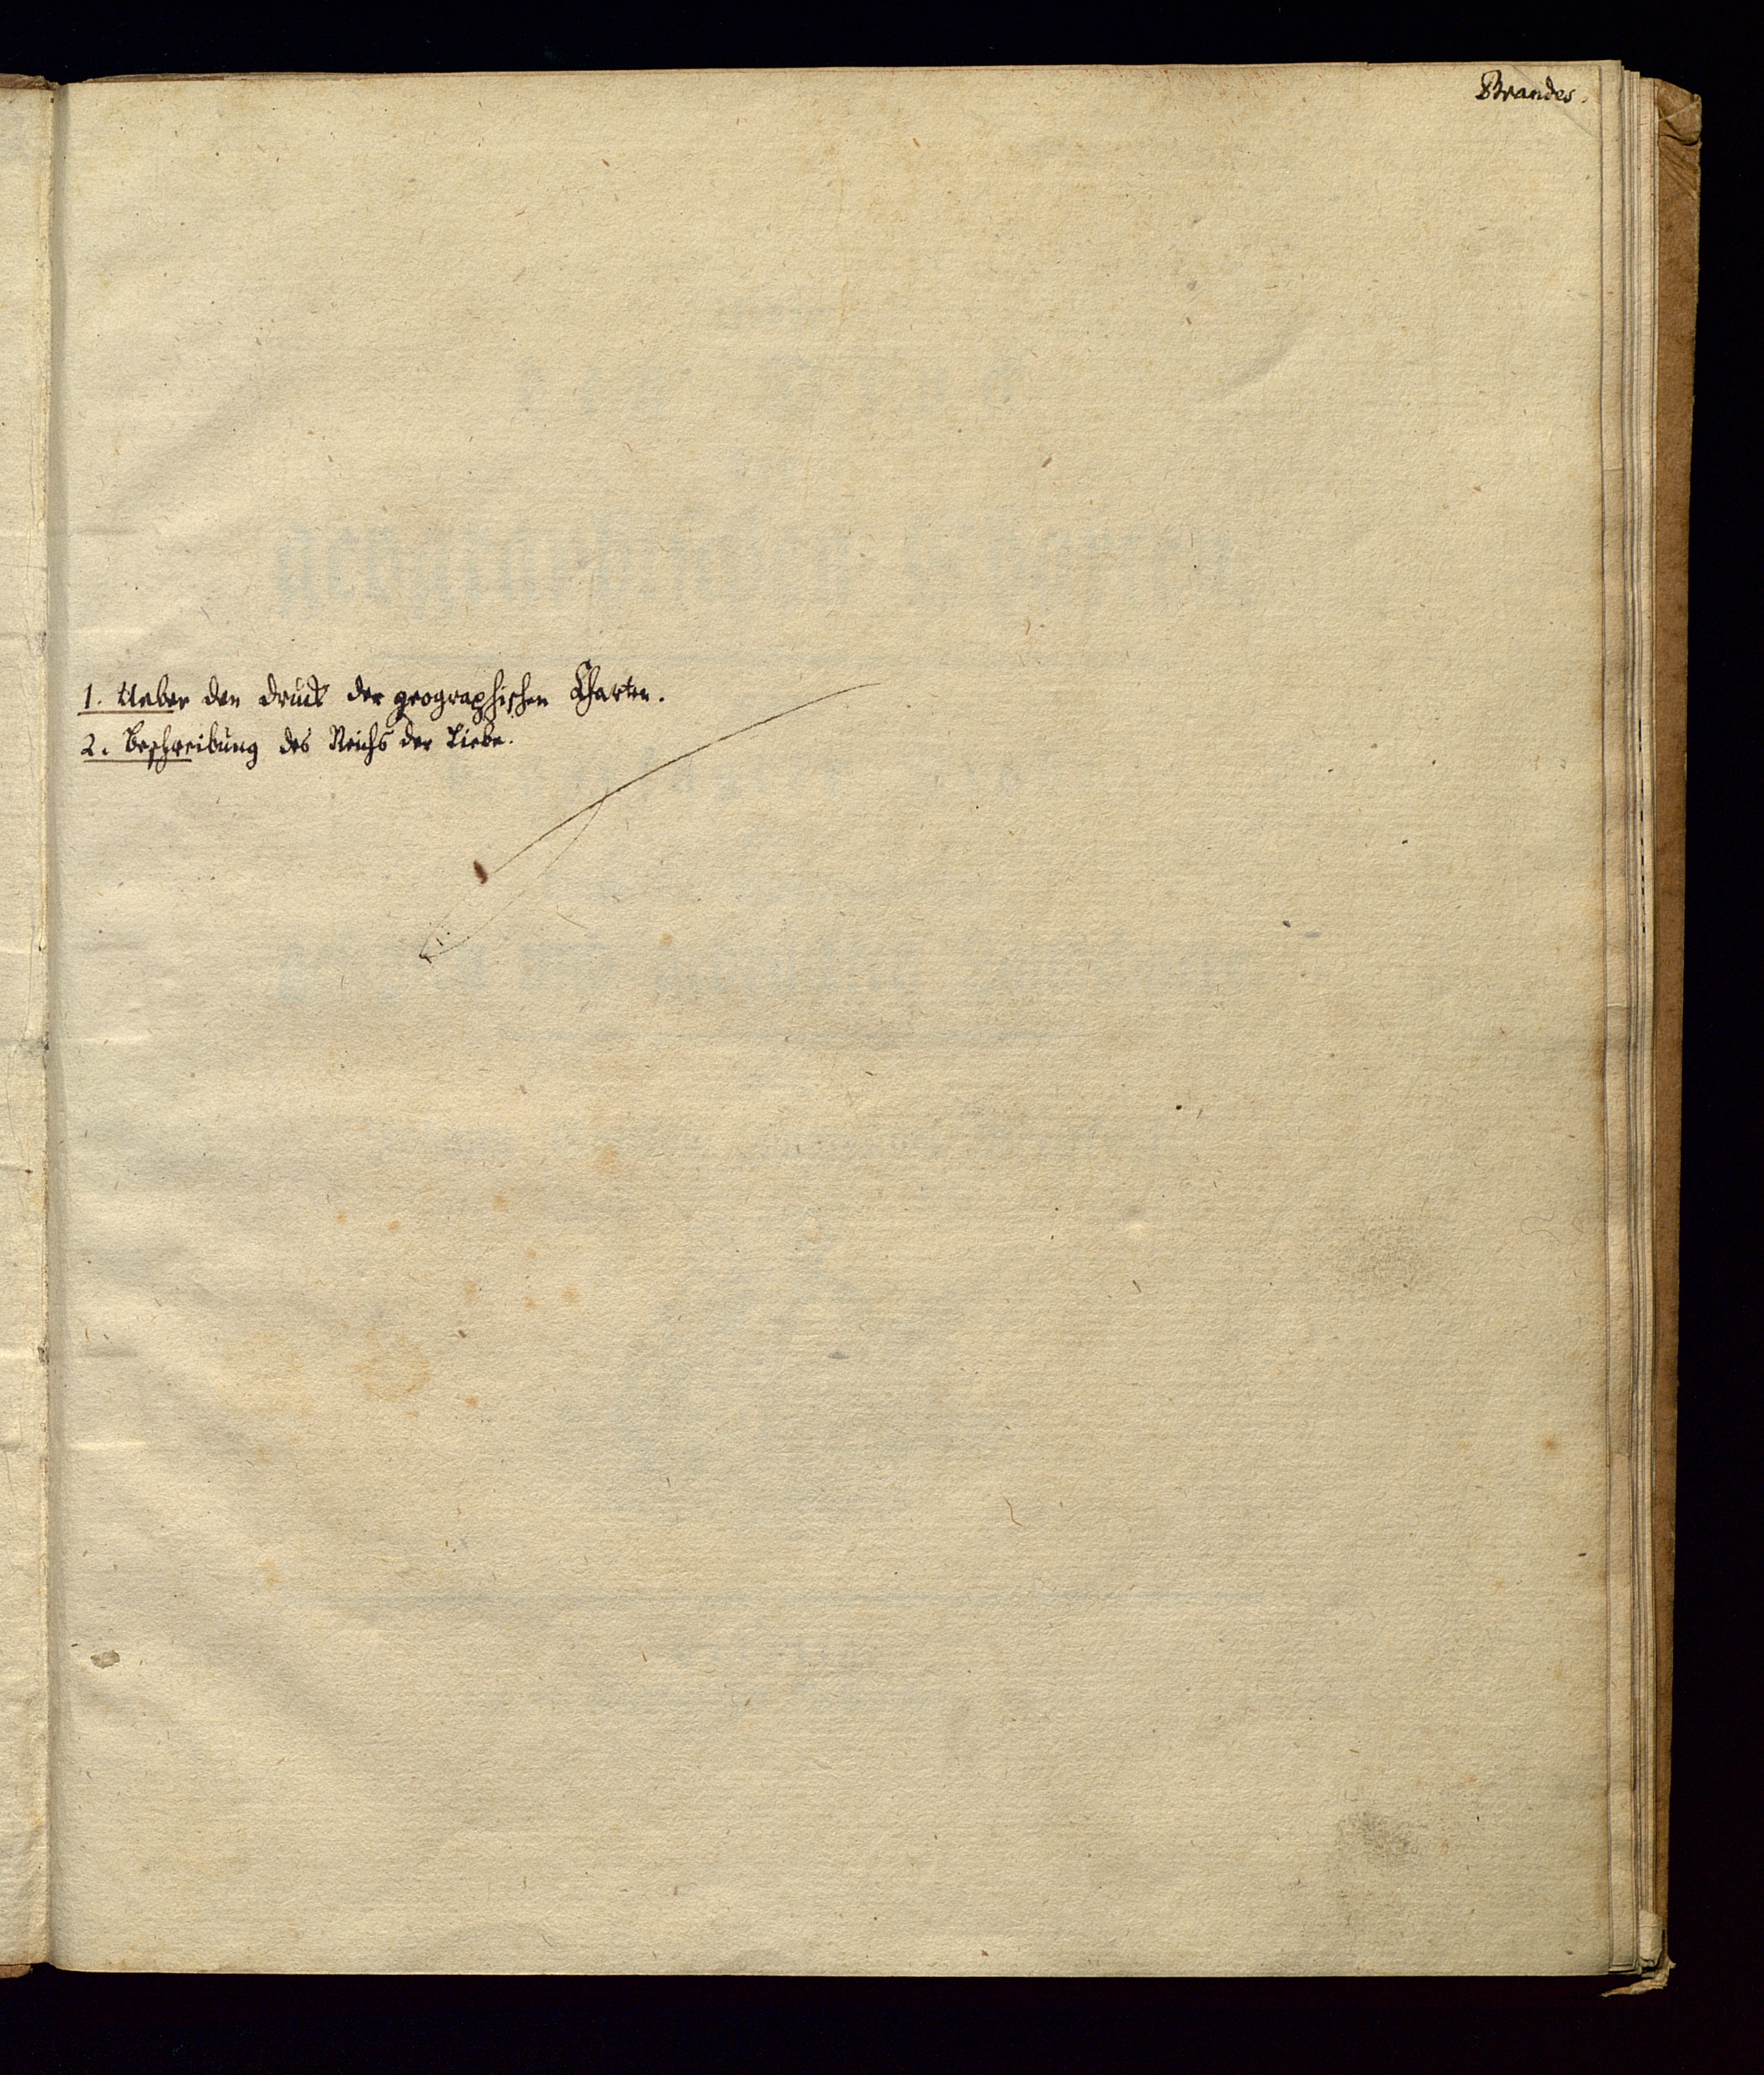 Brandes.
1. Ueber den Druck der geographischen Charten.
2. Beschreibung des Reichs der Liebe.